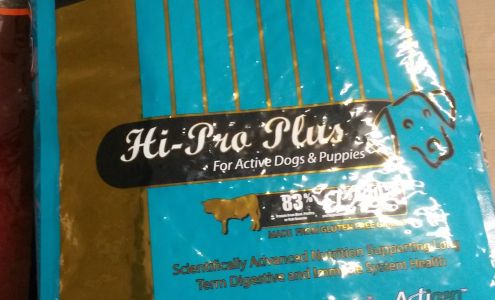 Hi-Pro Plus
For Active Dogs & Puppies
83%
MADE FROM GLUTEN FREE
Scientifically Advanced Nutrition Supporting Long
Term Digestive and Immune System Health